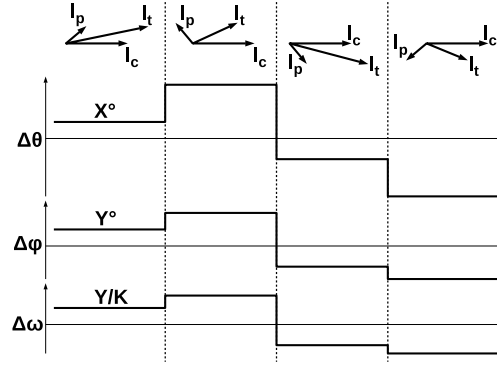 Ip It Ic
Ip It Ic
Ic Ip It
Ic Ip It
X°
Δθ
Y°
Δφ
Y/K
Δω